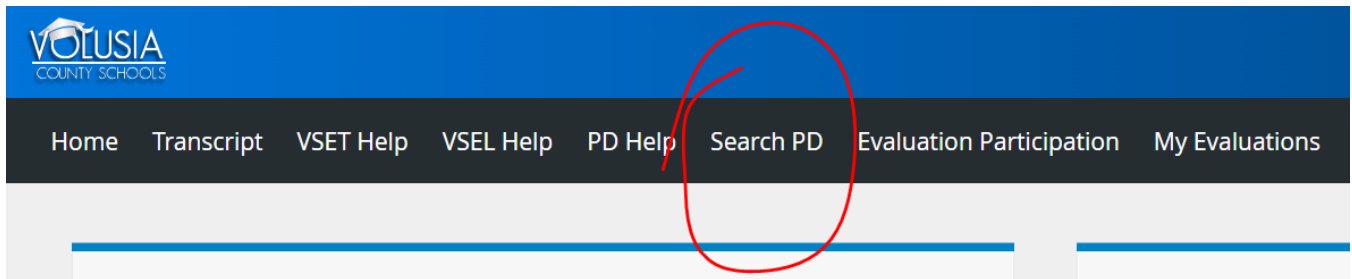 VOLUSIA
COUNTY SCHOOLS
Home Transcript VSET Help VSEL Help PD Help Search PD Evaluation Participation My Evaluations